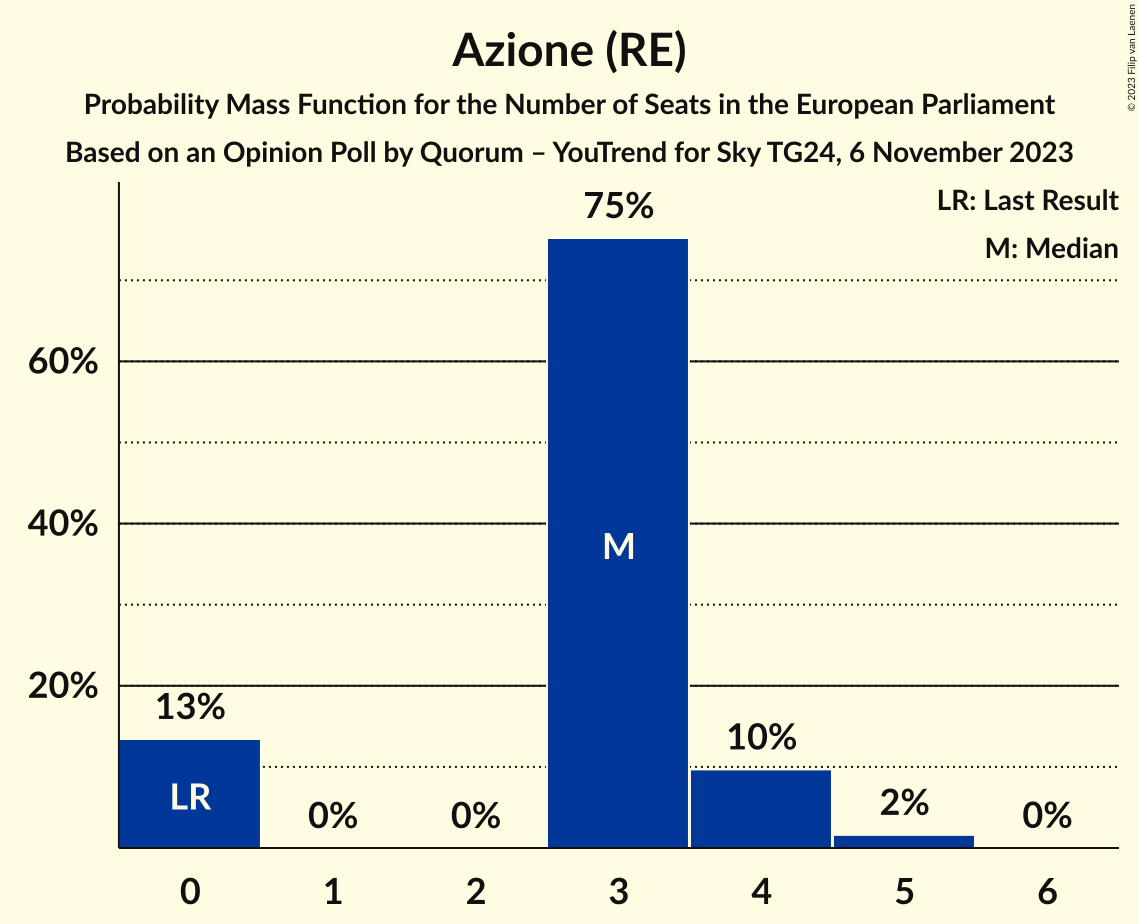 Azione (RE)
Probability Mass Function for the Number of Seats in the European Parliament
Based on an Opinion Poll by Quorum – YouTrend for Sky TG24, 6 November 2023
© 2023 Filip van Laenen
LR: Last Result
M: Median
75%
60%
40%
M
20%
13%
10%
LR
0%
0%
2%
0%
0
1
2
3
4
5
6